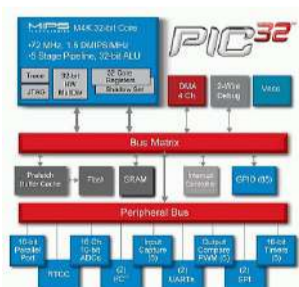 MIPS M4K 32-bit Core
PIC32
•72 MHz, 1.5 DMIPS/MHz
•5 Stage Pipeline, 32-bit ALU
Trace
JTAG
32-bit
HW
32 Core
Registers
Shadow Set
DMA
4 Ch.
2-Wire
Debug
Bus Matrix
Prefetch
Buffer Cache
Flash
SRAM
Interrupt
Controller
GPIO (85)
Peripheral Bus
16-bit
Parallel
Port
RTCC
16 Ch
10-bit
ADCs
(2)
I²C™
Input
Capture
(5)
(2)
UARTs
Output
Compare
PWM (5)
(2)
SPI
16-bit
Timers
(5)